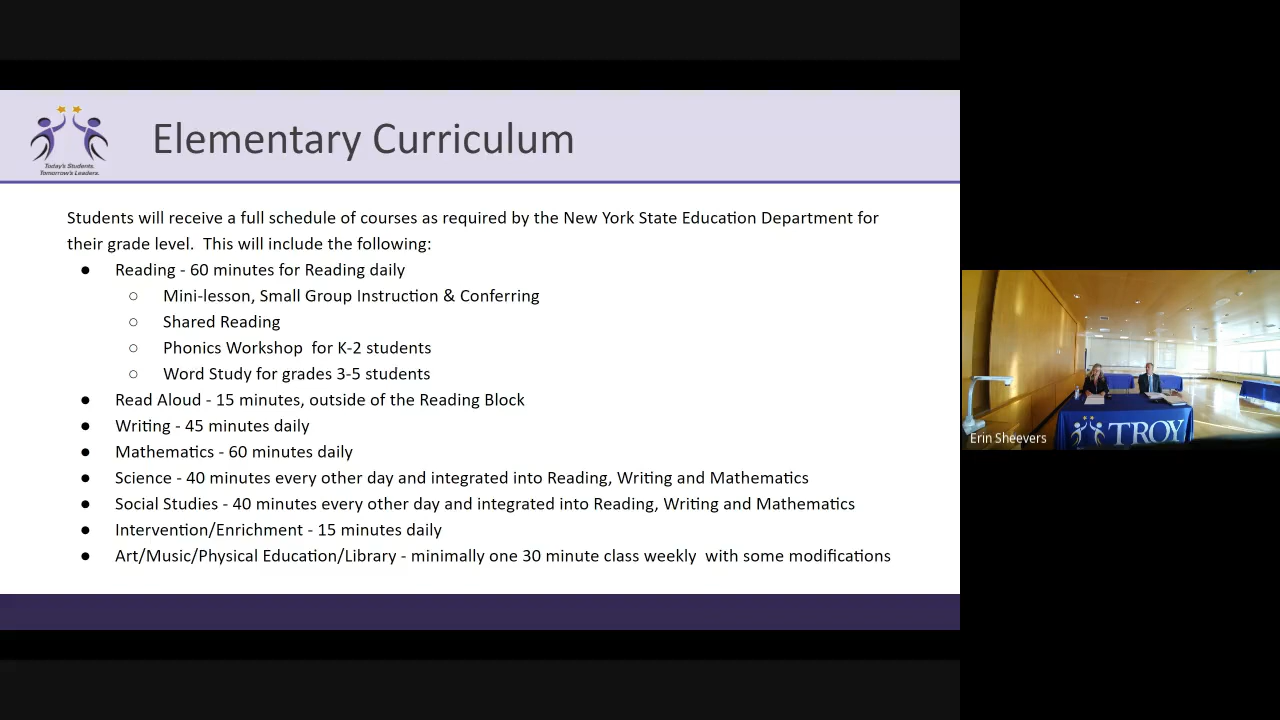 Today's Students.
Tomorrow's Leaders.
Elementary Curriculum
Students will receive a full schedule of courses as required by the New York State Education Department for
their grade level.  This will include the following:
● Reading - 60 minutes for Reading daily
○ Mini-lesson, Small Group Instruction & Conferring
○ Shared Reading
○ Phonics Workshop  for K-2 students
○ Word Study for grades 3-5 students
● Read Aloud - 15 minutes, outside of the Reading Block
● Writing - 45 minutes daily
● Mathematics - 60 minutes daily
● Science - 40 minutes every other day and integrated into Reading, Writing and Mathematics
● Social Studies - 40 minutes every other day and integrated into Reading, Writing and Mathematics
● Intervention/Enrichment - 15 minutes daily
● Art/Music/Physical Education/Library - minimally one 30 minute class weekly  with some modifications
Erin Sheevers
TROY